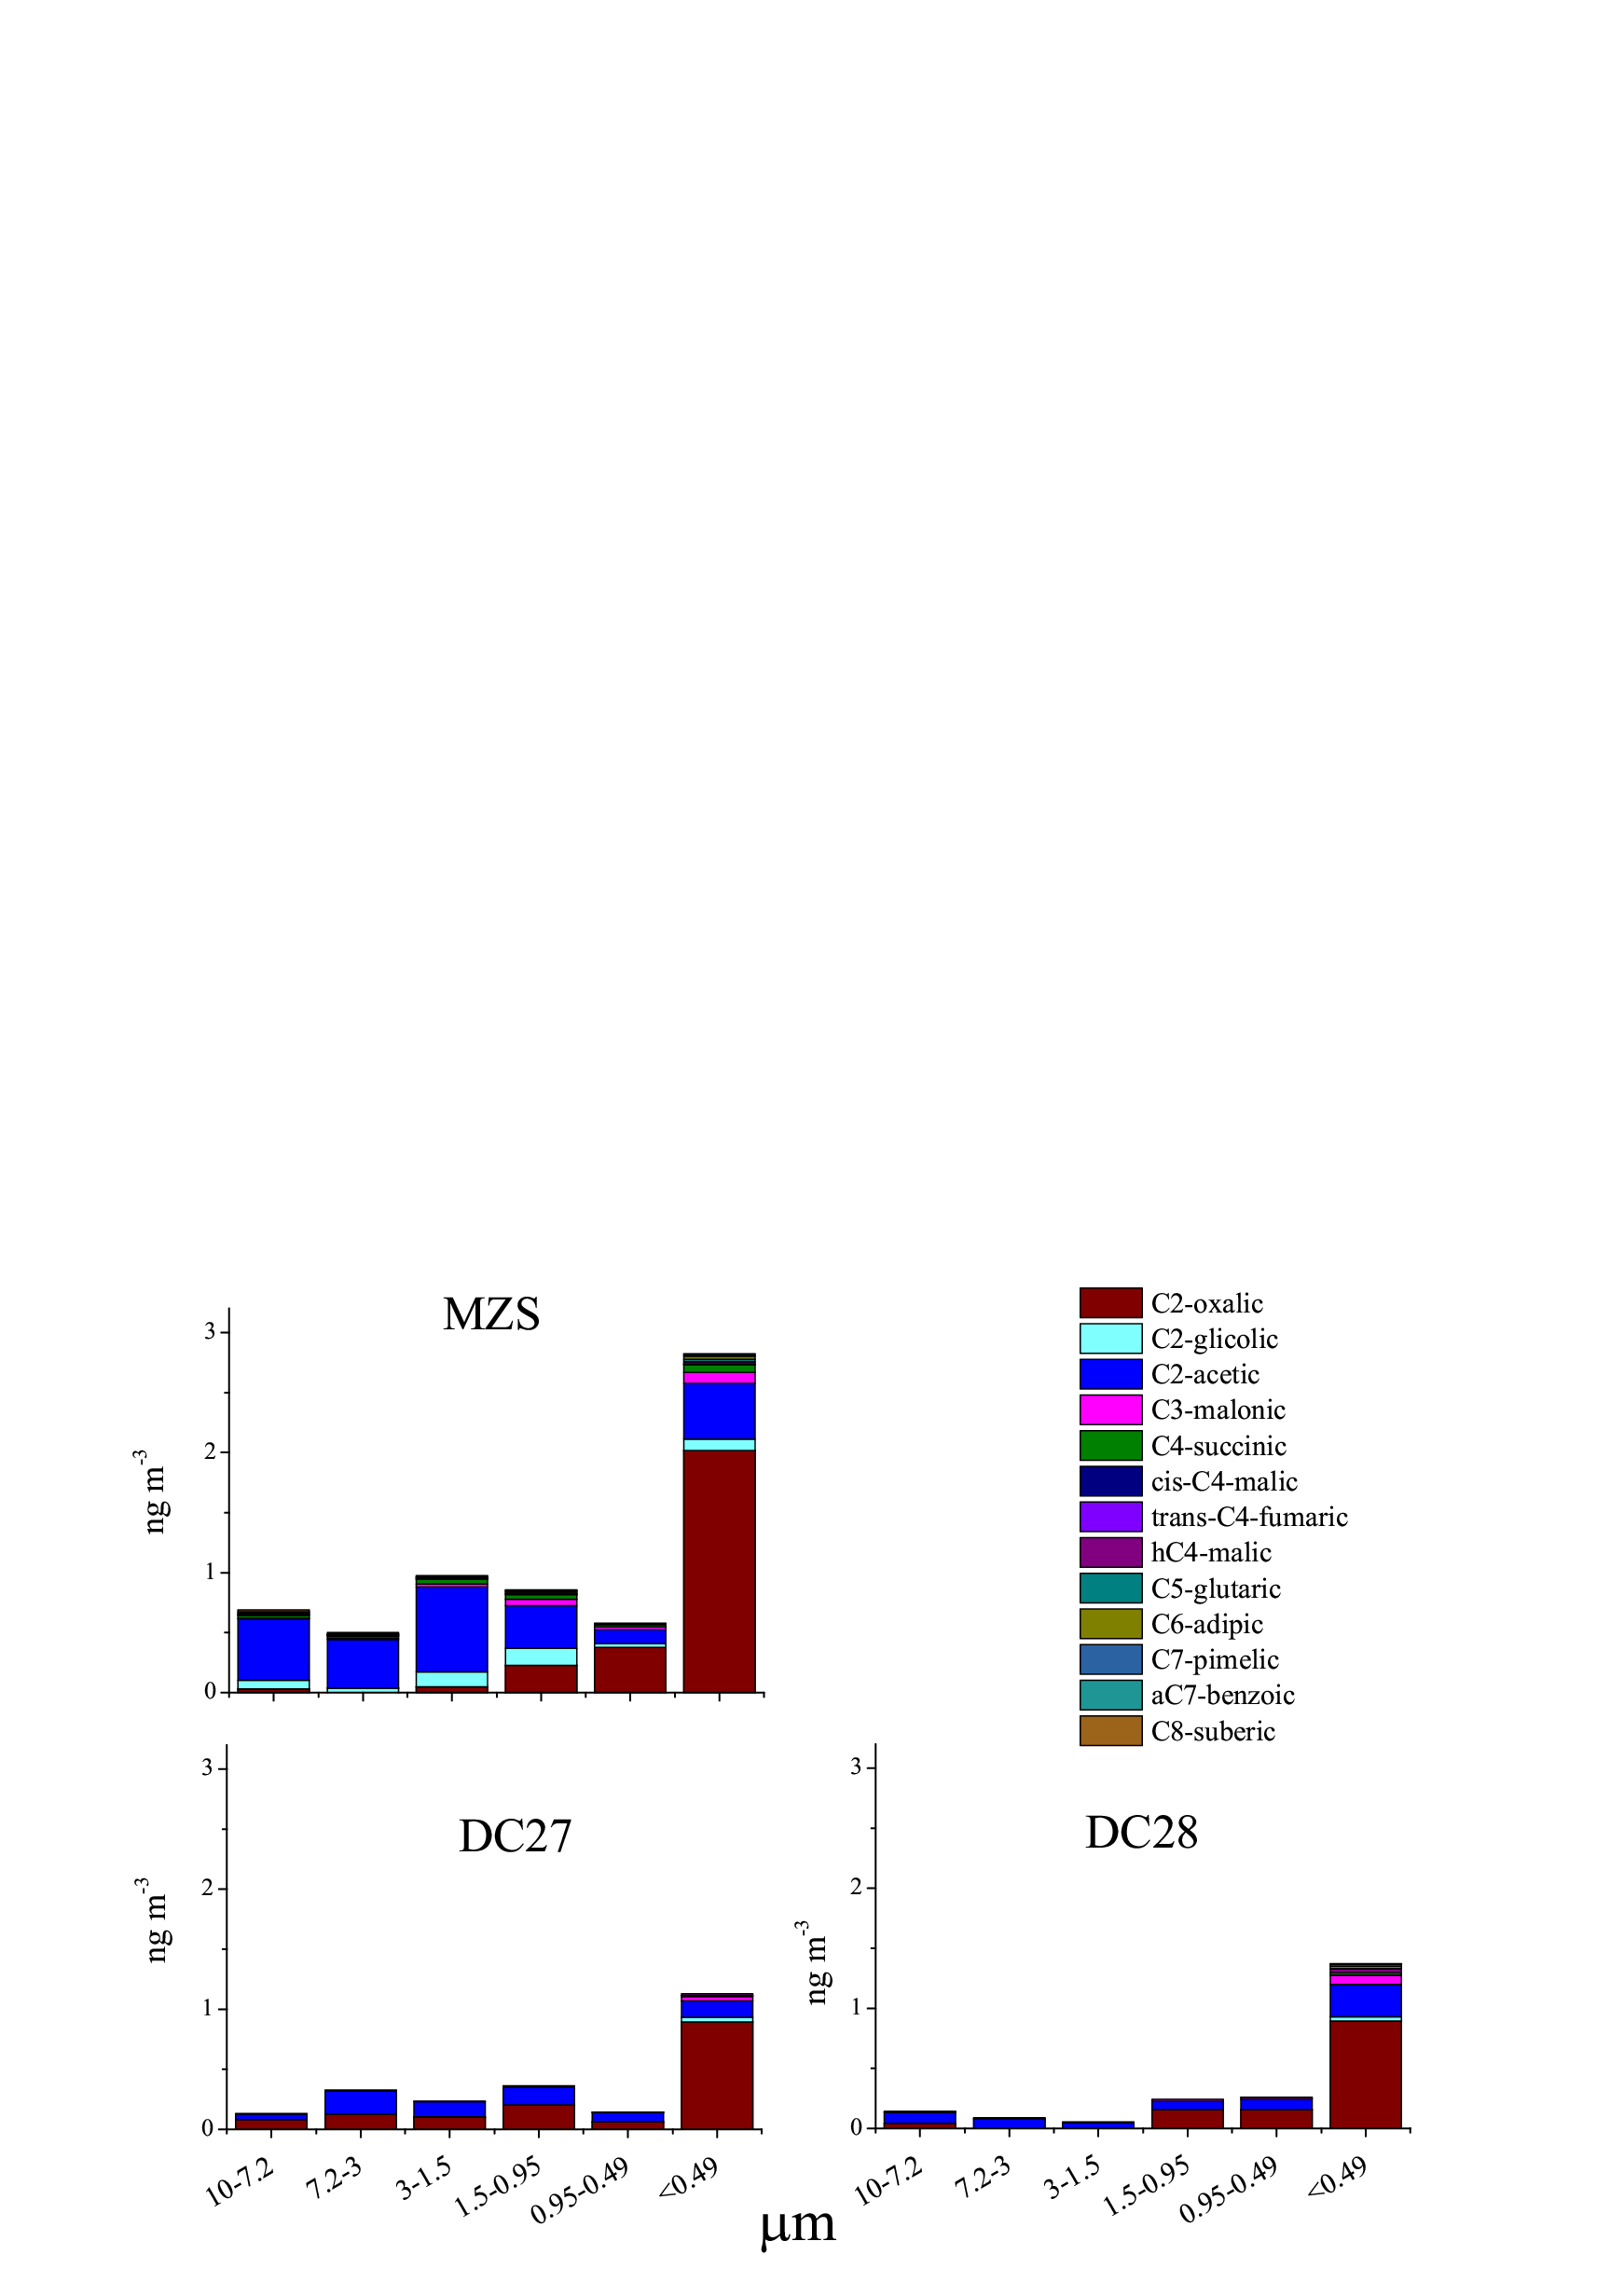 MZS
3
2
1
0
ng m-3
C2-oxalic
C2-glicolic
C2-acetic
C3-malonic
C4-succinic
cis-C4-malic
trans-C4-fumaric
hC4-malic
C5-glutaric
C6-adipic
C7-pimelic
aC7-benzoic
C8-suberic
DC27
3
2
1
0
ng m-3
10-7.2
7.2-3
3-1.5
1.5-0.95
0.95-0.49
<0.49
DC28
3
2
1
0
ng m-3
10-7.2
7.2-3
3-1.5
1.5-0.95
0.95-0.49
<0.49
μm